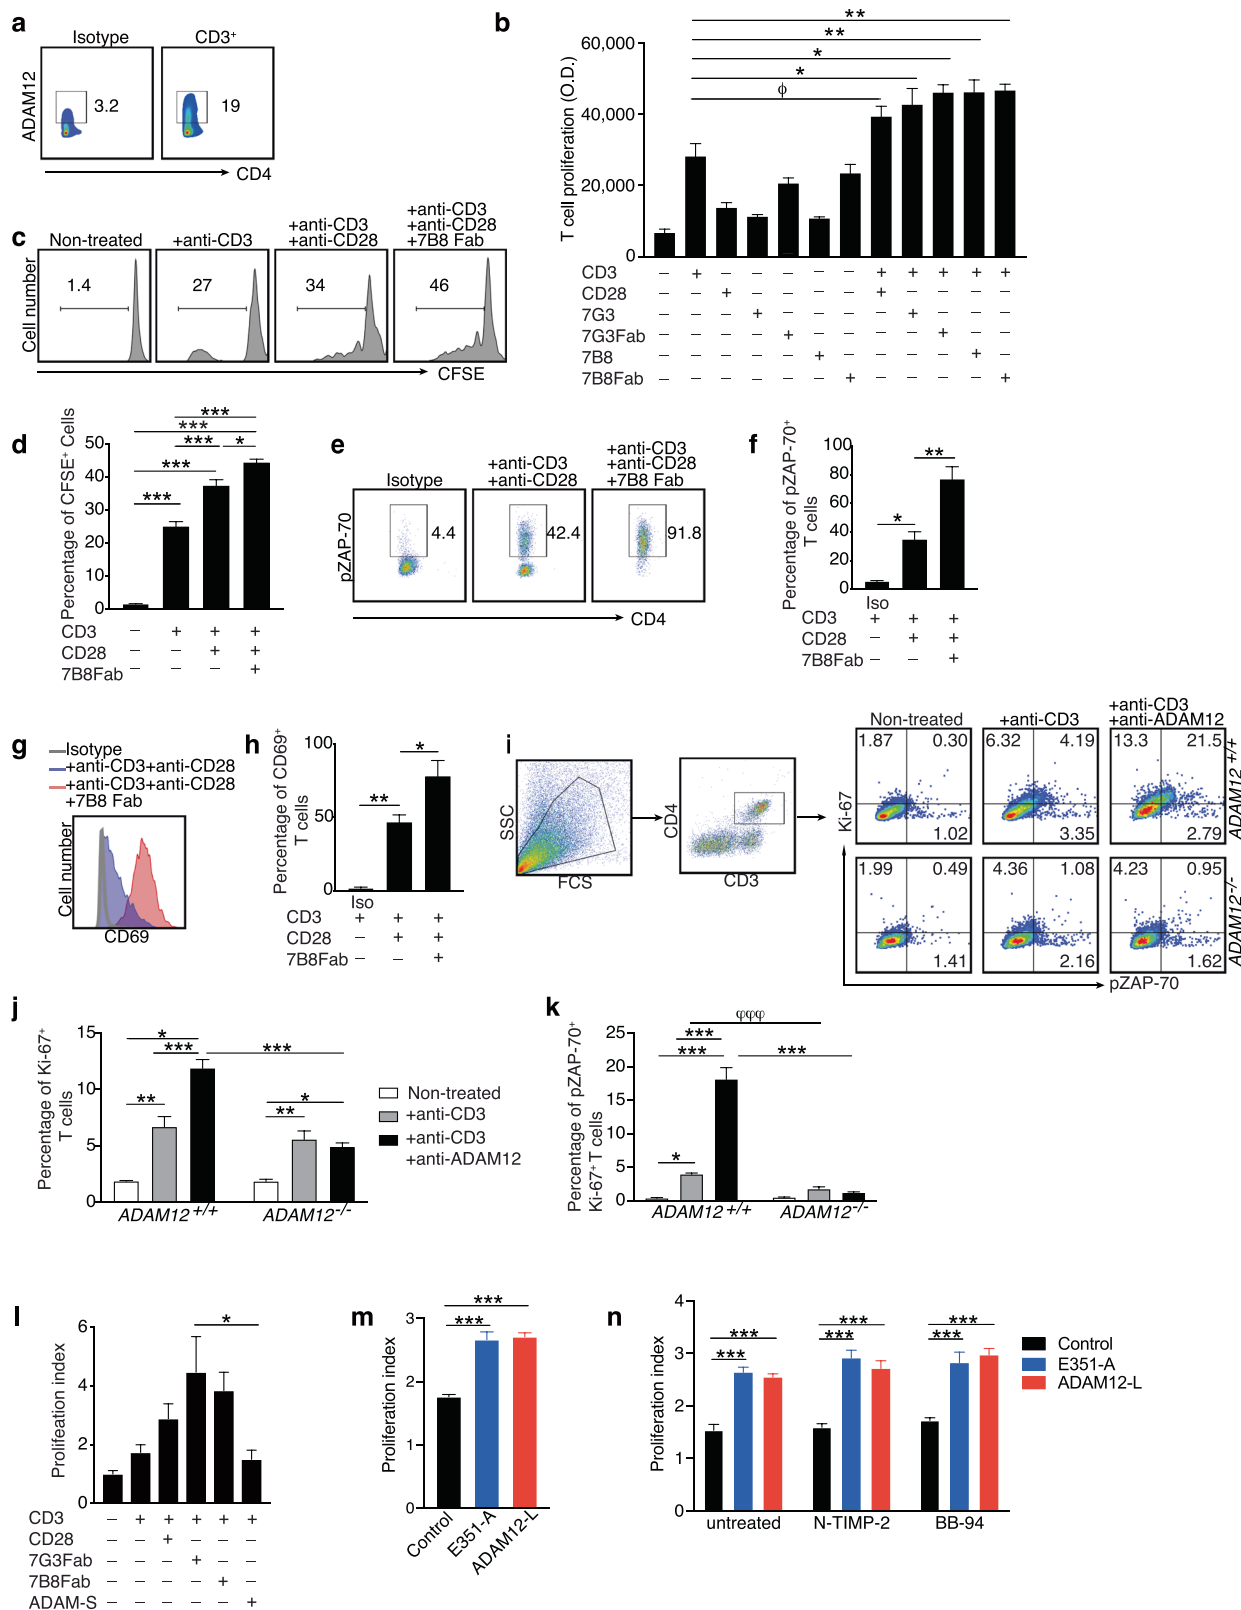 a
Isotype
CD3+
ADAM12
3.2
19
CD4
b
**
**
*
*
ϕ
T cell proliferation (O.D.)
60,000
40,000
20,000
0
CD3 – + – – – – – + + + + +
CD28 – – + – – – – + – – – –
7G3 – – – + – – – – + – – –
7G3Fab – – – – + – – – – + – –
7B8 – – – – – + – – – – + –
7B8Fab – – – – – – + – – – – +
c
Non-treated
+anti-CD3
+anti-CD3
+anti-CD28
+anti-CD3
+anti-CD28
+7B8 Fab
Cell number
1.4
27
34
46
CFSE
d
Percentage of CFSE+ Cells
50
40
30
20
10
0
***
***
*** *
***
***
CD3 – + + +
CD28 – – + +
7B8Fab – – – +
e
Isotype
+anti-CD3
+anti-CD28
+anti-CD3
+anti-CD28
+7B8 Fab
pZAP-70
4.4
42.4
91.8
CD4
f
Percentage of pZAP-70+
T cells
100
80
60
40
20
0
**
*
Iso
CD3 + + +
CD28 – + +
7B8Fab – – +
g
Isotype
+anti-CD3+anti-CD28
+anti-CD3+anti-CD28
+7B8 Fab
Cell number
CD69
h
Percentage of CD69+
T cells
100
50
0
*
**
Iso
CD3 + + +
CD28 – + +
7B8Fab – – +
i
SSC
FCS
CD4
CD3
Non-treated
+anti-CD3
+anti-CD3
+anti-ADAM12
Ki-67
1.87 0.30
1.02
6.32 4.19
3.35
13.3 21.5
2.79
ADAM12 +/+
1.99 0.49
1.41
4.36 1.08
2.16
4.23 0.95
1.62
ADAM12-/-
pZAP-70
j
Percentage of Ki-67+
T cells
15
10
5
0
*
***
***
**
*
**
ADAM12 +/+
ADAM12-/-
Non-treated
+anti-CD3
+anti-CD3
+anti-ADAM12
k
Percentage of pZAP-70+
Ki-67+ T cells
25
20
15
10
5
0
φφφ
***
***
***
*
ADAM12 +/+
ADAM12-/-
l
Prolifeation index
6
4
2
0
*
CD3 – + + + + +
CD28 – – + – – –
7G3Fab – – – + – –
7B8Fab – – – – + –
ADAM-S – – – – – +
m
Proliferation index
3
2
1
0
***
***
Control
E351-A
ADAM12-L
n
Proliferation index
4
3
2
1
0
***
***
***
***
***
***
untreated
N-TIMP-2
BB-94
Control
E351-A
ADAM12-L